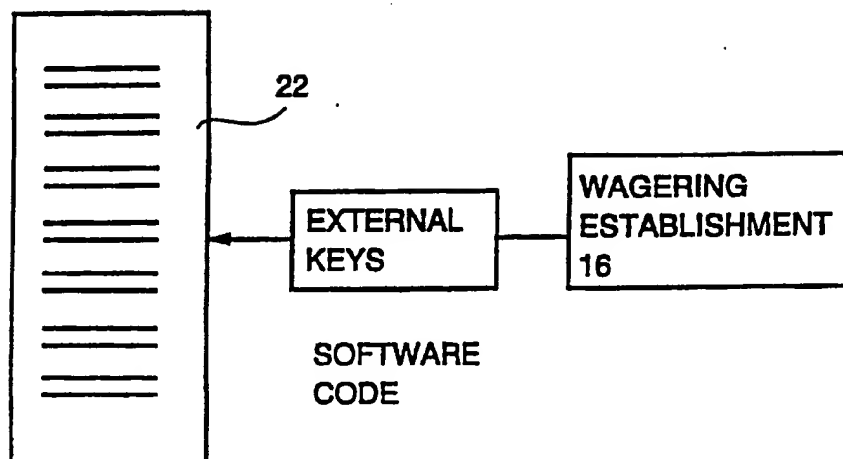 22
EXTERNAL
KEYS
WAGERING
ESTABLISHMENT
16
SOFTWARE
CODE